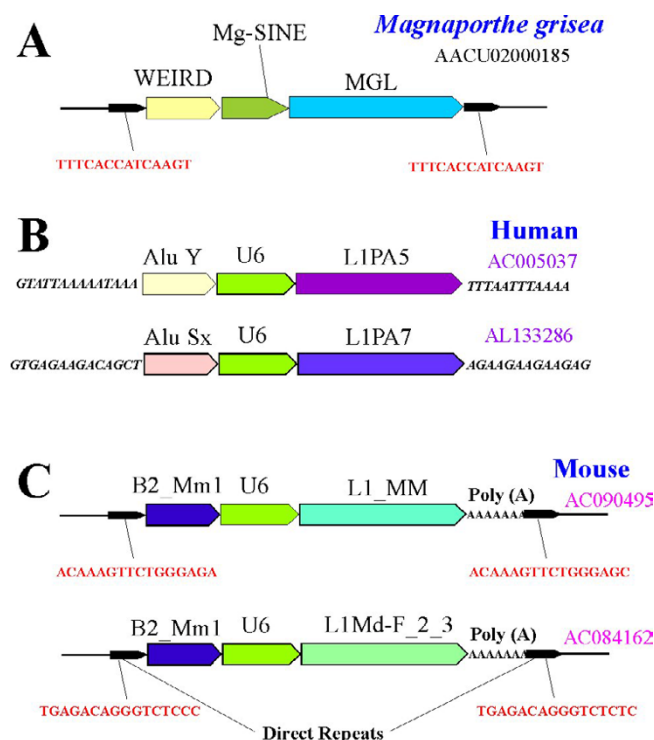 A
Mg-SINE
Magnaporthe grisea
AACU02000185
WEIRD
MGL
TTTCACCATCAAGT
TTTCACCATCAAGT
B
Human
Alu Y
U6
L1PA5
AC005037
GTATTAAAAATAAA
TTTAATTTAAAA
Alu Sx
U6
L1PA7
AL133286
GTGAGAAGACAGCT
AGAAGAAGAAGAG
C
Mouse
B2_Mm1
U6
L1_MM
Poly (A)
AC090495
AAAAAAA
ACAAAGTTCTGGGAGA
ACAAAGTTCTGGGAGC
B2_Mm1
U6
L1Md-F_2_3
Poly (A)
AC084162
AAAAAAA
TGAGACAGGGTCTCCC
TGAGACAGGGTCTCTC
Direct Repeats